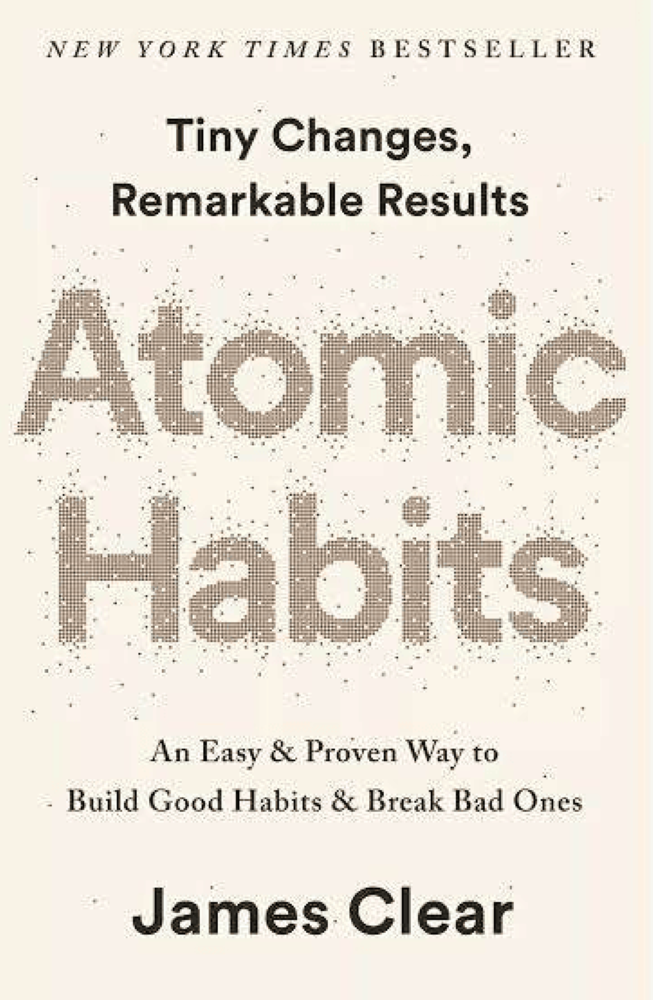 NEW YORK TIMES BESTSELLER
Tiny Changes,
Remarkable Results
Atomic
Habits
An Easy & Proven Way to
Build Good Habits & Break Bad Ones
James Clear